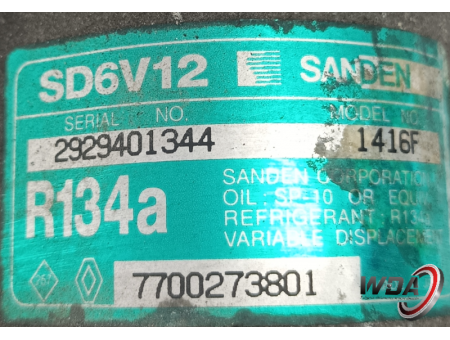 SD6V12 SANDEN
SERIAL NO. MODEL NO.
2929401344 1416F
R134a
SANDEN CORPORATION
OIL : SP-10 OR EQUI
REFRIGERANT : R134
VARIABLE DISPLACEMENT
7700273801
WDA